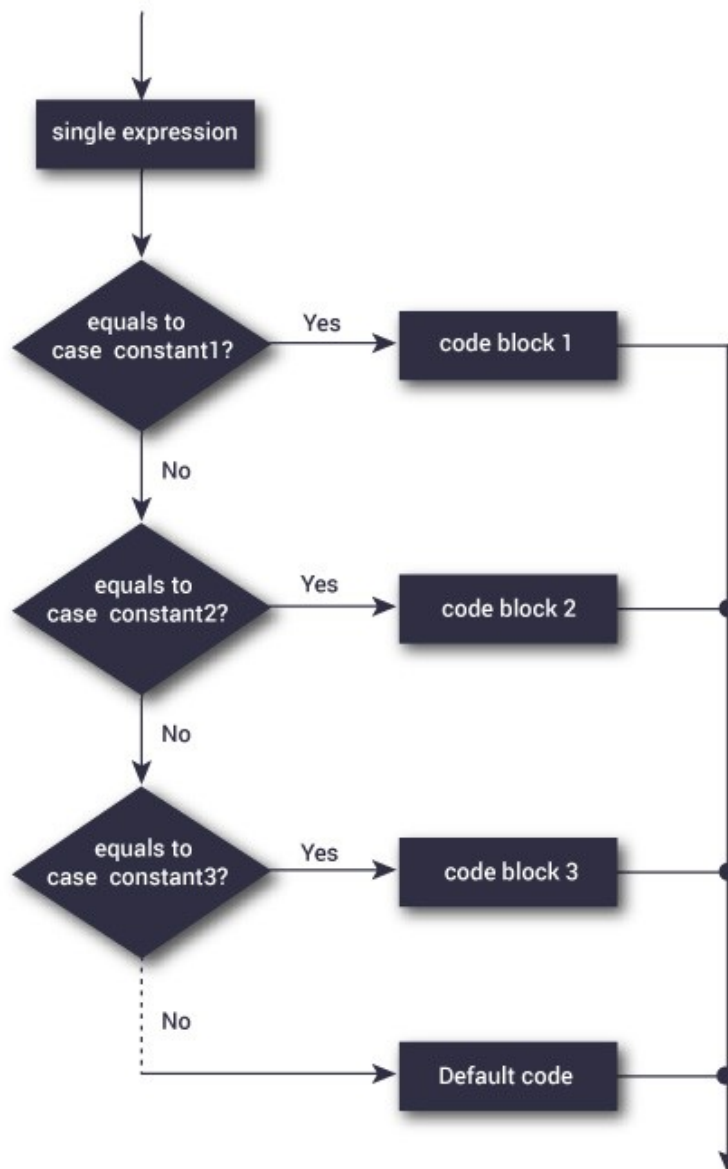 single expression
equals to
case constant1?
Yes
code block 1
No
equals to
case constant2?
Yes
code block 2
No
equals to
case constant3?
Yes
code block 3
No
Default code